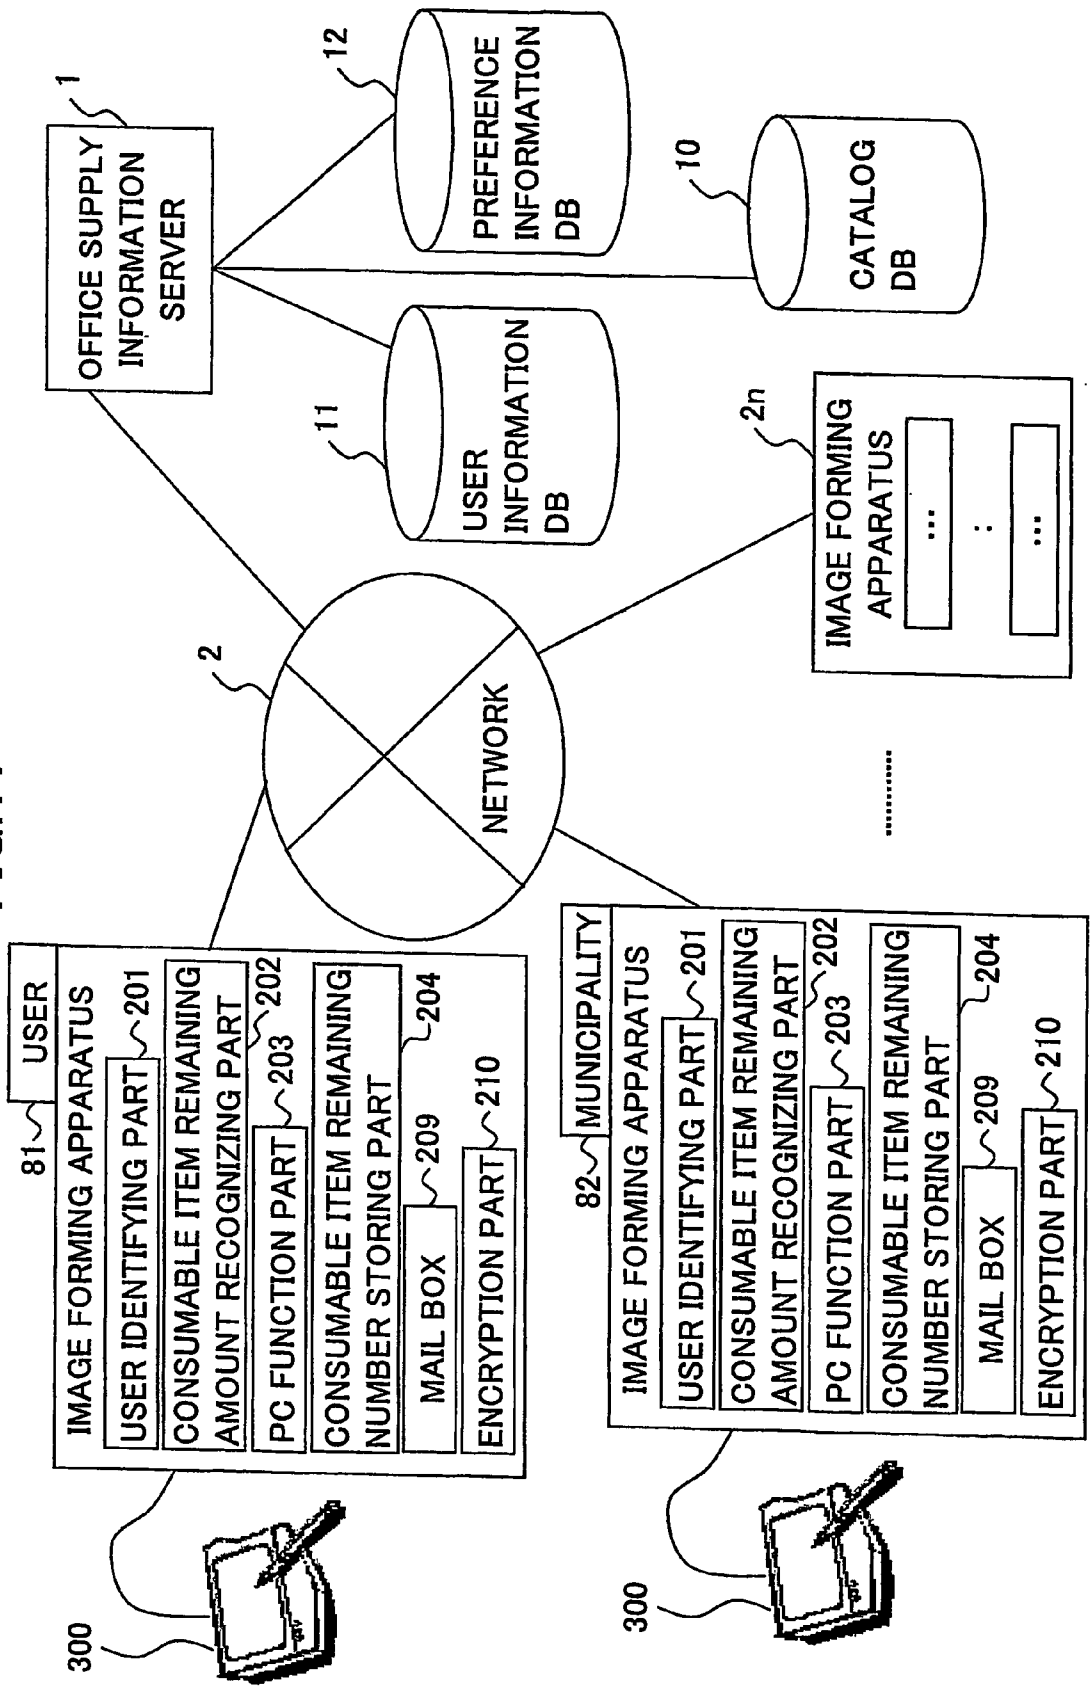 81
USER
IMAGE FORMING APPARATUS
USER IDENTIFYING PART
201
CONSUMABLE ITEM REMAINING
AMOUNT RECOGNIZING PART
202
PC FUNCTION PART
203
CONSUMABLE ITEM REMAINING
NUMBER STORING PART
204
MAIL BOX
209
ENCRYPTION PART
210
300
2
NETWORK
OFFICE SUPPLY
INFORMATION
SERVER
1
11
USER
INFORMATION
DB
12
PREFERENCE
INFORMATION
DB
10
CATALOG
DB
82
MUNICIPALITY
IMAGE FORMING APPARATUS
USER IDENTIFYING PART
201
CONSUMABLE ITEM REMAINING
AMOUNT RECOGNIZING PART
202
PC FUNCTION PART
203
CONSUMABLE ITEM REMAINING
NUMBER STORING PART
204
MAIL BOX
209
ENCRYPTION PART
210
300
...........
2n
IMAGE FORMING
APPARATUS
...
:
...